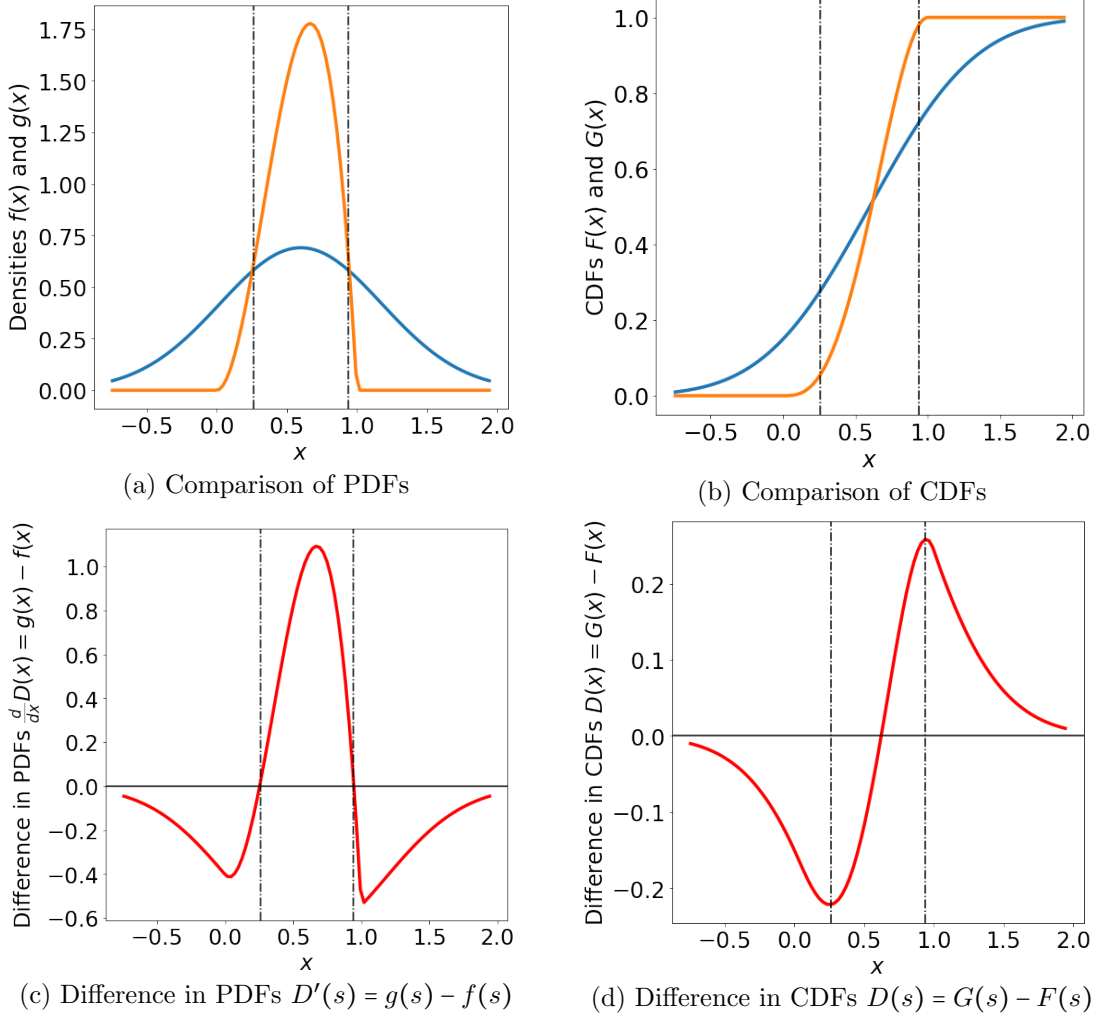 Densities f(x) and g(x)
1.75
1.50
1.25
1.00
0.75
0.50
0.25
0.00
−0.5 0.0 0.5 1.0 1.5 2.0
x
(a) Comparison of PDFs
CDFs F(x) and G(x)
1.0
0.8
0.6
0.4
0.2
0.0
−0.5 0.0 0.5 1.0 1.5 2.0
x
(b) Comparison of CDFs
Difference in PDFs d/dx D(x) = g(x) − f(x)
1.0
0.8
0.6
0.4
0.2
0.0
−0.2
−0.4
−0.6
−0.5 0.0 0.5 1.0 1.5 2.0
x
(c) Difference in PDFs D′(s) = g(s) − f(s)
Difference in CDFs D(x) = G(x) − F(x)
0.2
0.1
0.0
−0.1
−0.2
−0.5 0.0 0.5 1.0 1.5 2.0
x
(d) Difference in CDFs D(s) = G(s) − F(s)